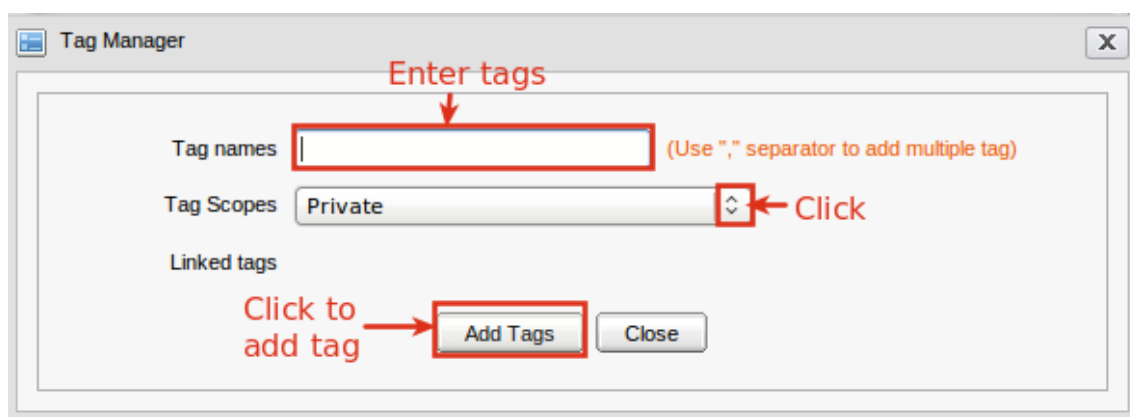 Tag Manager
X
Enter tags
Tag names
(Use "," separator to add multiple tag)
Tag Scopes
Private
Click
Linked tags
Click to
add tag
Add Tags
Close